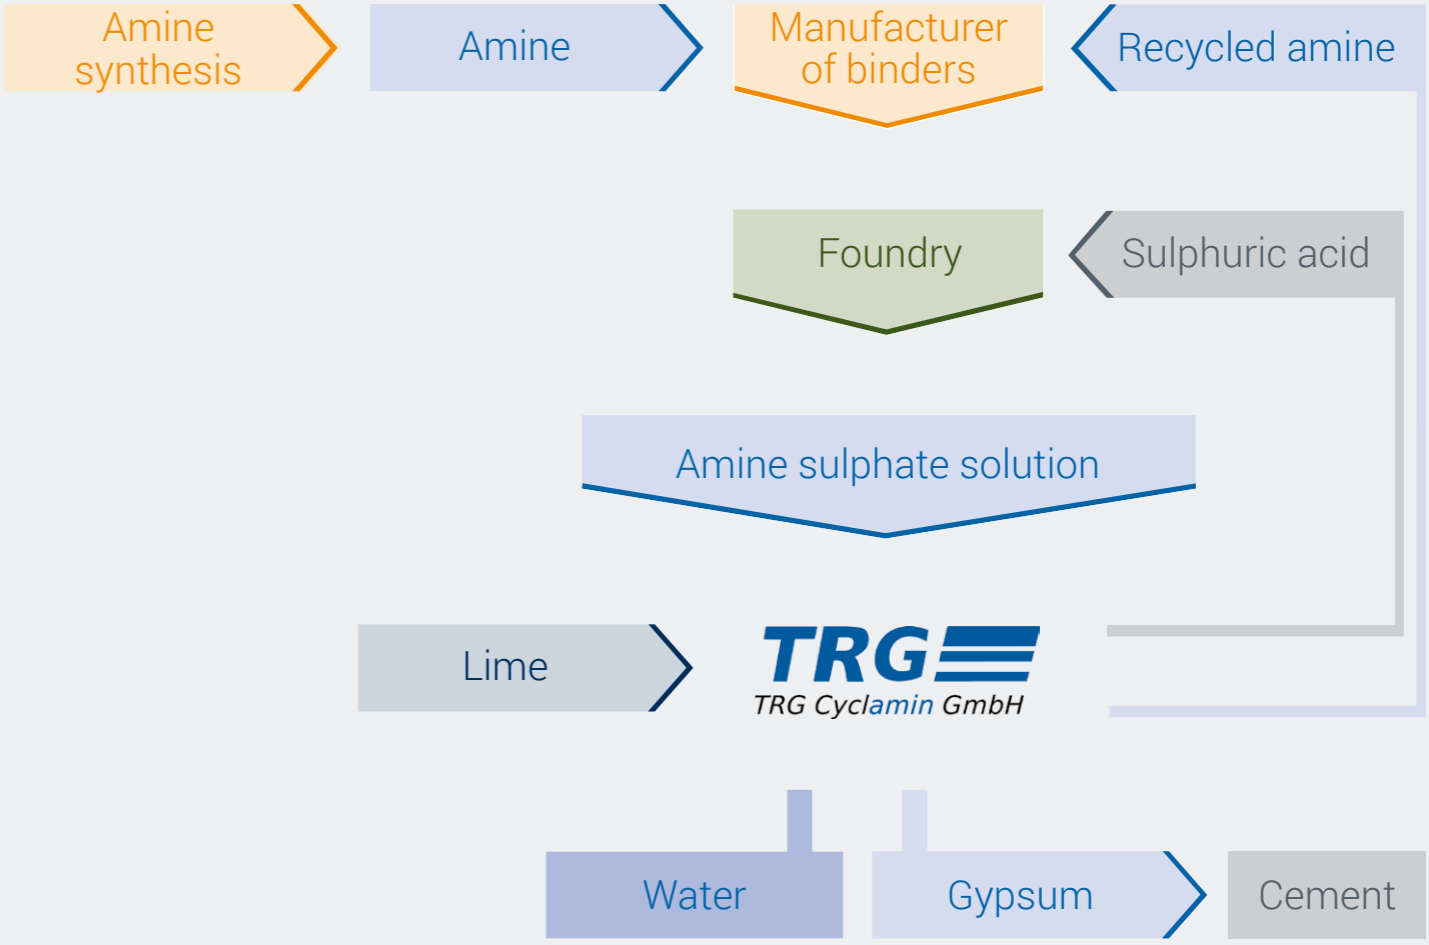 Amine
synthesis
Amine
Manufacturer
of binders
Recycled amine
Foundry
Sulphuric acid
Amine sulphate solution
Lime
TRG
TRG Cyclamin GmbH
Water
Gypsum
Cement